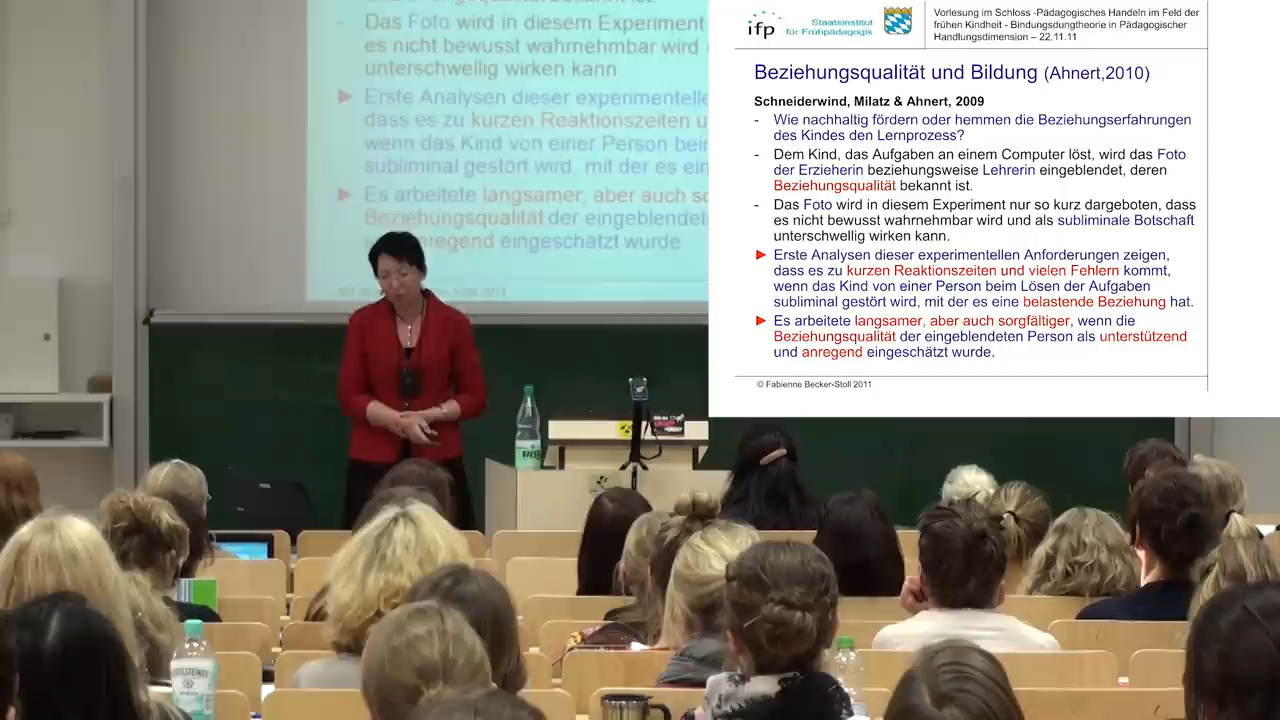 ifp
Staatsinstitut
für Frühpädagogik
Vorlesung im Schloss -Pädagogisches Handeln im Feld der
frühen Kindheit - Bindungsdungtheorie in Pädagogischer
Handlungsdimension – 22.11.11
Beziehungsqualität und Bildung (Ahnert,2010)
Schneiderwind, Milatz & Ahnert, 2009
- Wie nachhaltig fördern oder hemmen die Beziehungserfahrungen
des Kindes den Lernprozess?
- Dem Kind, das Aufgaben an einem Computer löst, wird das Foto
der Erzieherin beziehungsweise Lehrerin eingeblendet, deren
Beziehungsqualität bekannt ist.
- Das Foto wird in diesem Experiment nur so kurz dargeboten, dass
es nicht bewusst wahrnehmbar wird und als subliminale Botschaft
unterschwellig wirken kann.
Erste Analysen dieser experimentellen Anforderungen zeigen,
dass es zu kurzen Reaktionszeiten und vielen Fehlern kommt,
wenn das Kind von einer Person beim Lösen der Aufgaben
subliminal gestört wird, mit der es eine belastende Beziehung hat.
Es arbeitete langsamer, aber auch sorgfältiger, wenn die
Beziehungsqualität der eingeblendeten Person als unterstützend
und anregend eingeschätzt wurde.
© Fabienne Becker-Stoll 2011
- Das Foto wird in diesem Experiment
es nicht bewusst wahrnehmbar wird
unterschwellig wirken kann.
Erste Analysen dieser experimentelle
dass es zu kurzen Reaktionszeiten u
wenn das Kind von einer Person bei
subliminal gestört wird, mit der es ein
Es arbeitete langsamer, aber auch so
Beziehungsqualität der eingeblendet
anregend eingeschätzt wurde